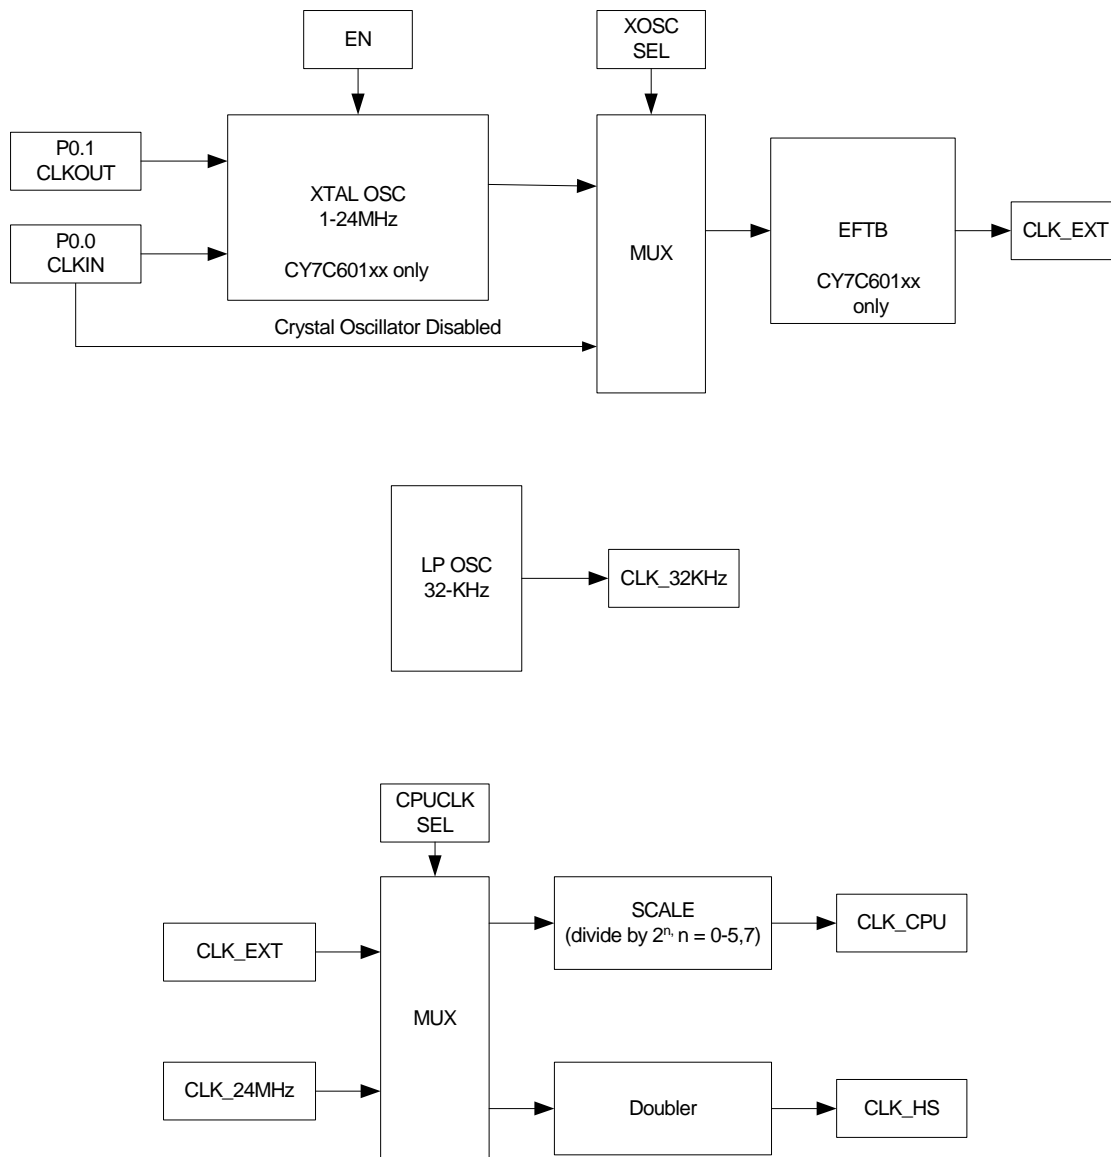 EN
XOSC
SEL
P0.1
CLKOUT
XTAL OSC
1-24MHz
CY7C601xx only
P0.0
CLKIN
Crystal Oscillator Disabled
MUX
EFTB
CY7C601xx
only
CLK_EXT
LP OSC
32-KHz
CLK_32KHz
CPUCLK
SEL
CLK_EXT
CLK_24MHz
MUX
SCALE
(divide by 2ⁿ, n = 0-5,7)
CLK_CPU
Doubler
CLK_HS